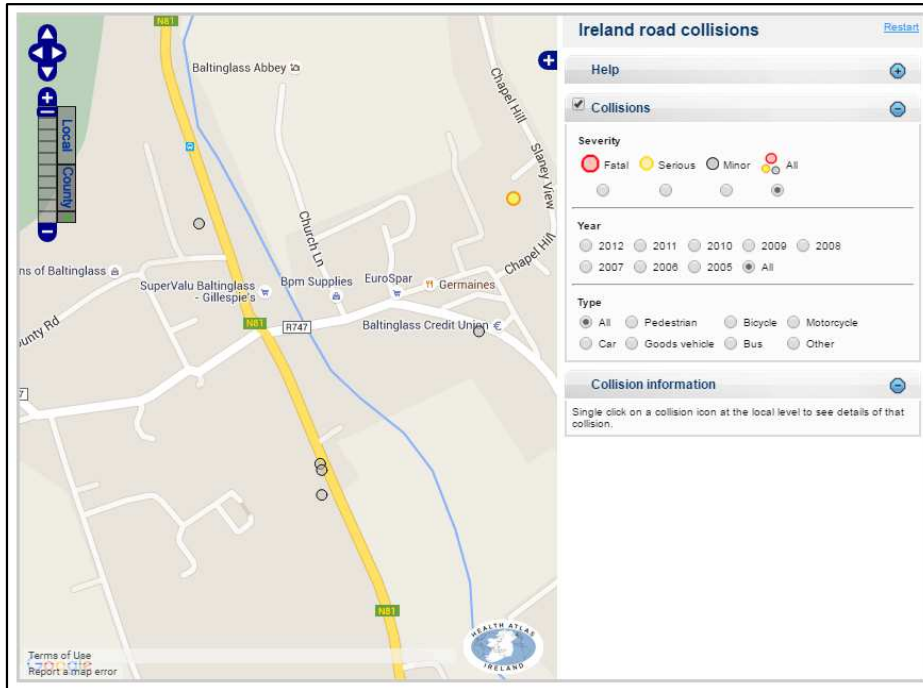 N81
Baltinglass Abbey
Chapel Hill
Slaney View
Chapel Hill
Church Ln
Local
County
ns of Baltinglass
SuperValu Baltinglass
- Gillespie's
Bpm Supplies
EuroSpar
Germaines
ounty Rd
N81
R747
Baltinglass Credit Union
7
N81
HEALTH ATLAS
IRELAND
Terms of Use
Google
Report a map error
Ireland road collisions
Restart
Help
Collisions
Severity
Fatal Serious Minor All
Year
2012 2011 2010 2009 2008
2007 2006 2005 All
Type
All Pedestrian Bicycle Motorcycle
Car Goods vehicle Bus Other
Collision information
Single click on a collision icon at the local level to see details of that
collision.